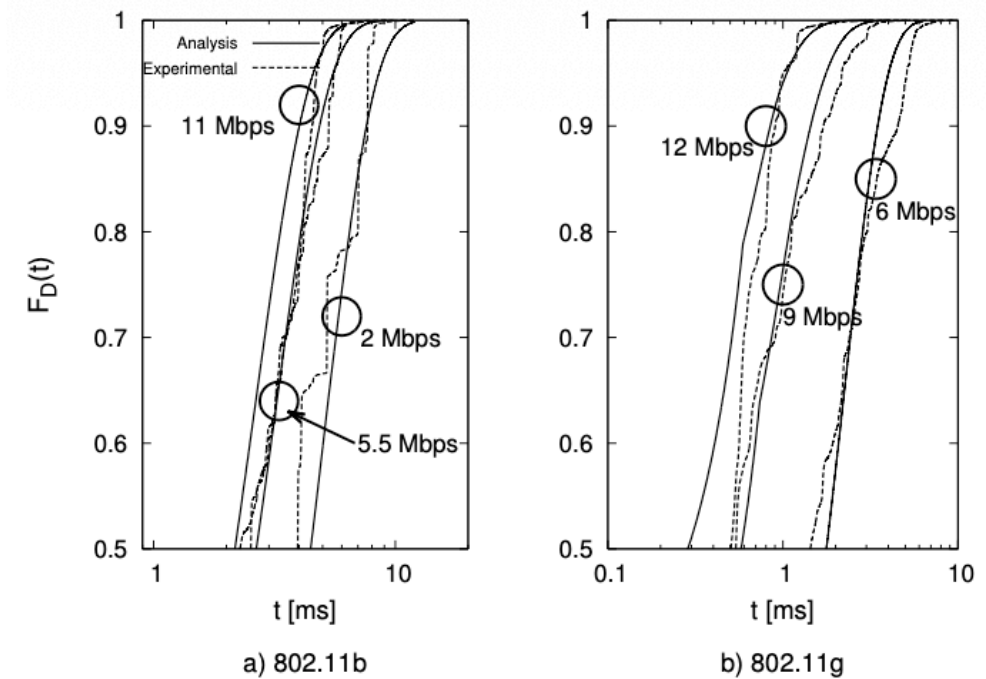 1
0.9
0.8
0.7
0.6
0.5
F_D(t)
Analysis
Experimental
11 Mbps
2 Mbps
5.5 Mbps
1
10
t [ms]
a) 802.11b
1
0.9
0.8
0.7
0.6
0.5
12 Mbps
6 Mbps
9 Mbps
0.1
1
10
t [ms]
b) 802.11g